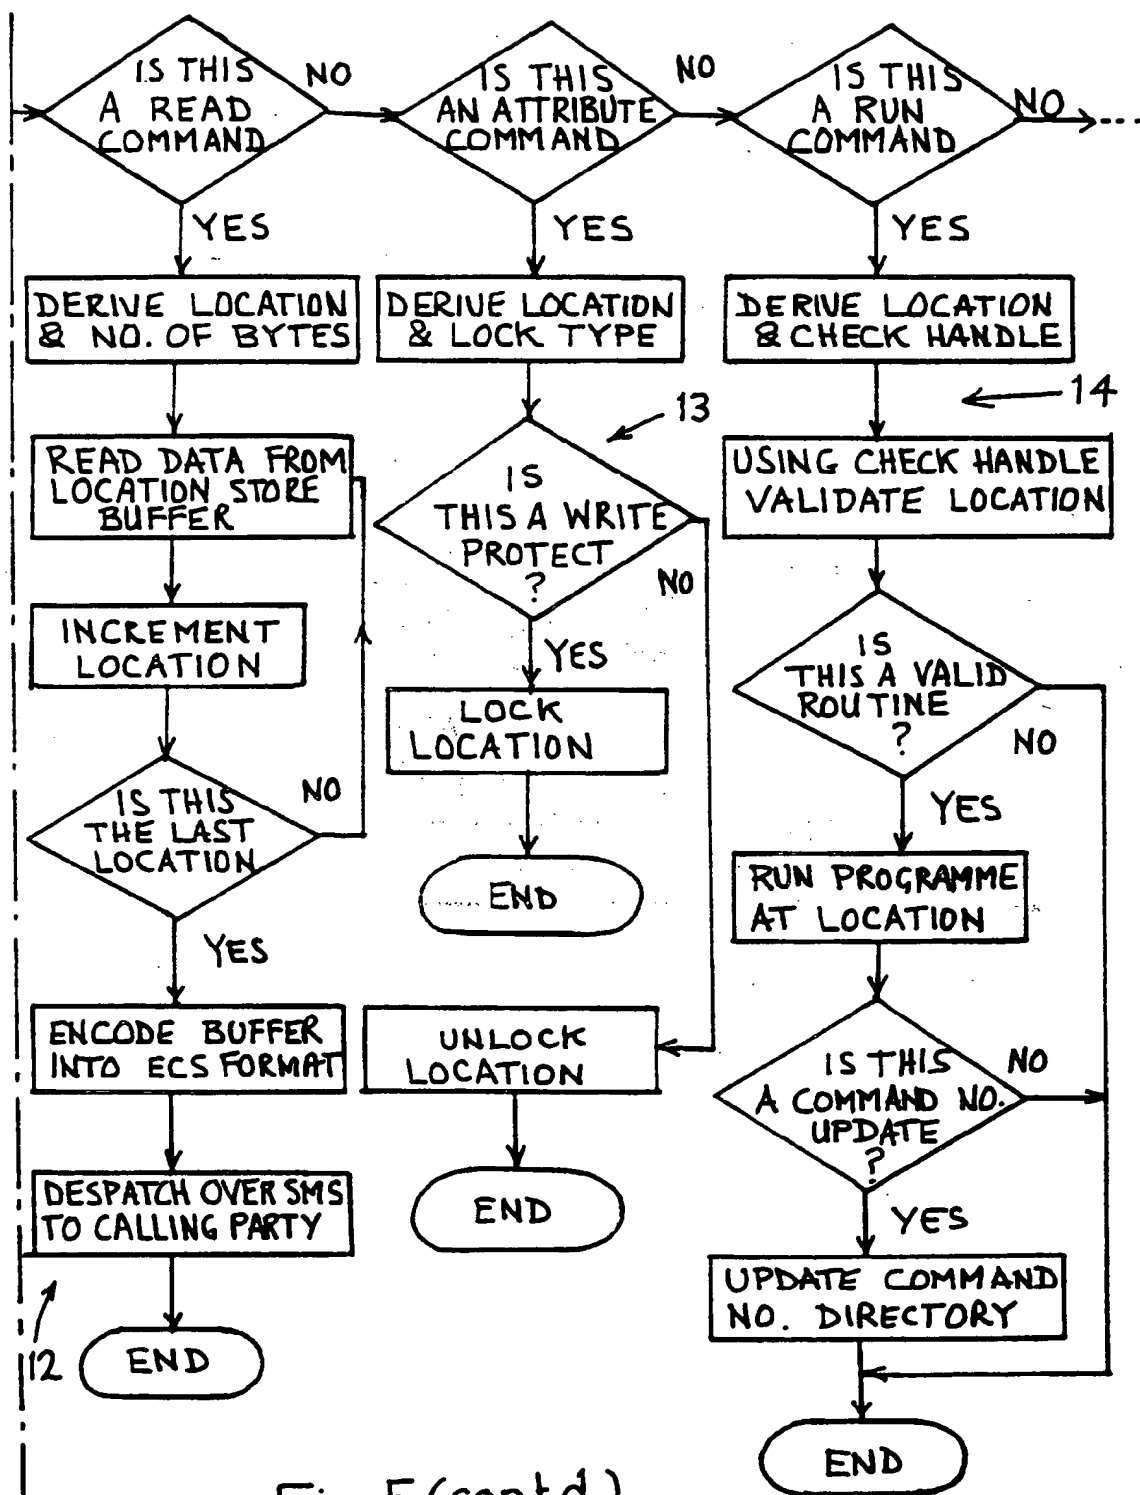 IS THIS
A READ
COMMAND
NO
YES
DERIVE LOCATION
& NO. OF BYTES
READ DATA FROM
LOCATION STORE
BUFFER
INCREMENT
LOCATION
IS THIS
THE LAST
LOCATION
NO
YES
ENCODE BUFFER
INTO ECS FORMAT
DESPATCH OVER SMS
TO CALLING PARTY
12
END
IS THIS
AN ATTRIBUTE
COMMAND
NO
YES
DERIVE LOCATION
& LOCK TYPE
13
IS
THIS A WRITE
PROTECT
?
NO
YES
LOCK
LOCATION
END
UNLOCK
LOCATION
END
IS THIS
A RUN
COMMAND
NO
YES
DERIVE LOCATION
& CHECK HANDLE
14
USING CHECK HANDLE
VALIDATE LOCATION
IS
THIS A VALID
ROUTINE
?
NO
YES
RUN PROGRAMME
AT LOCATION
IS THIS
A COMMAND NO.
UPDATE
?
NO
YES
UPDATE COMMAND
NO. DIRECTORY
END
Fig. 5 (contd.)